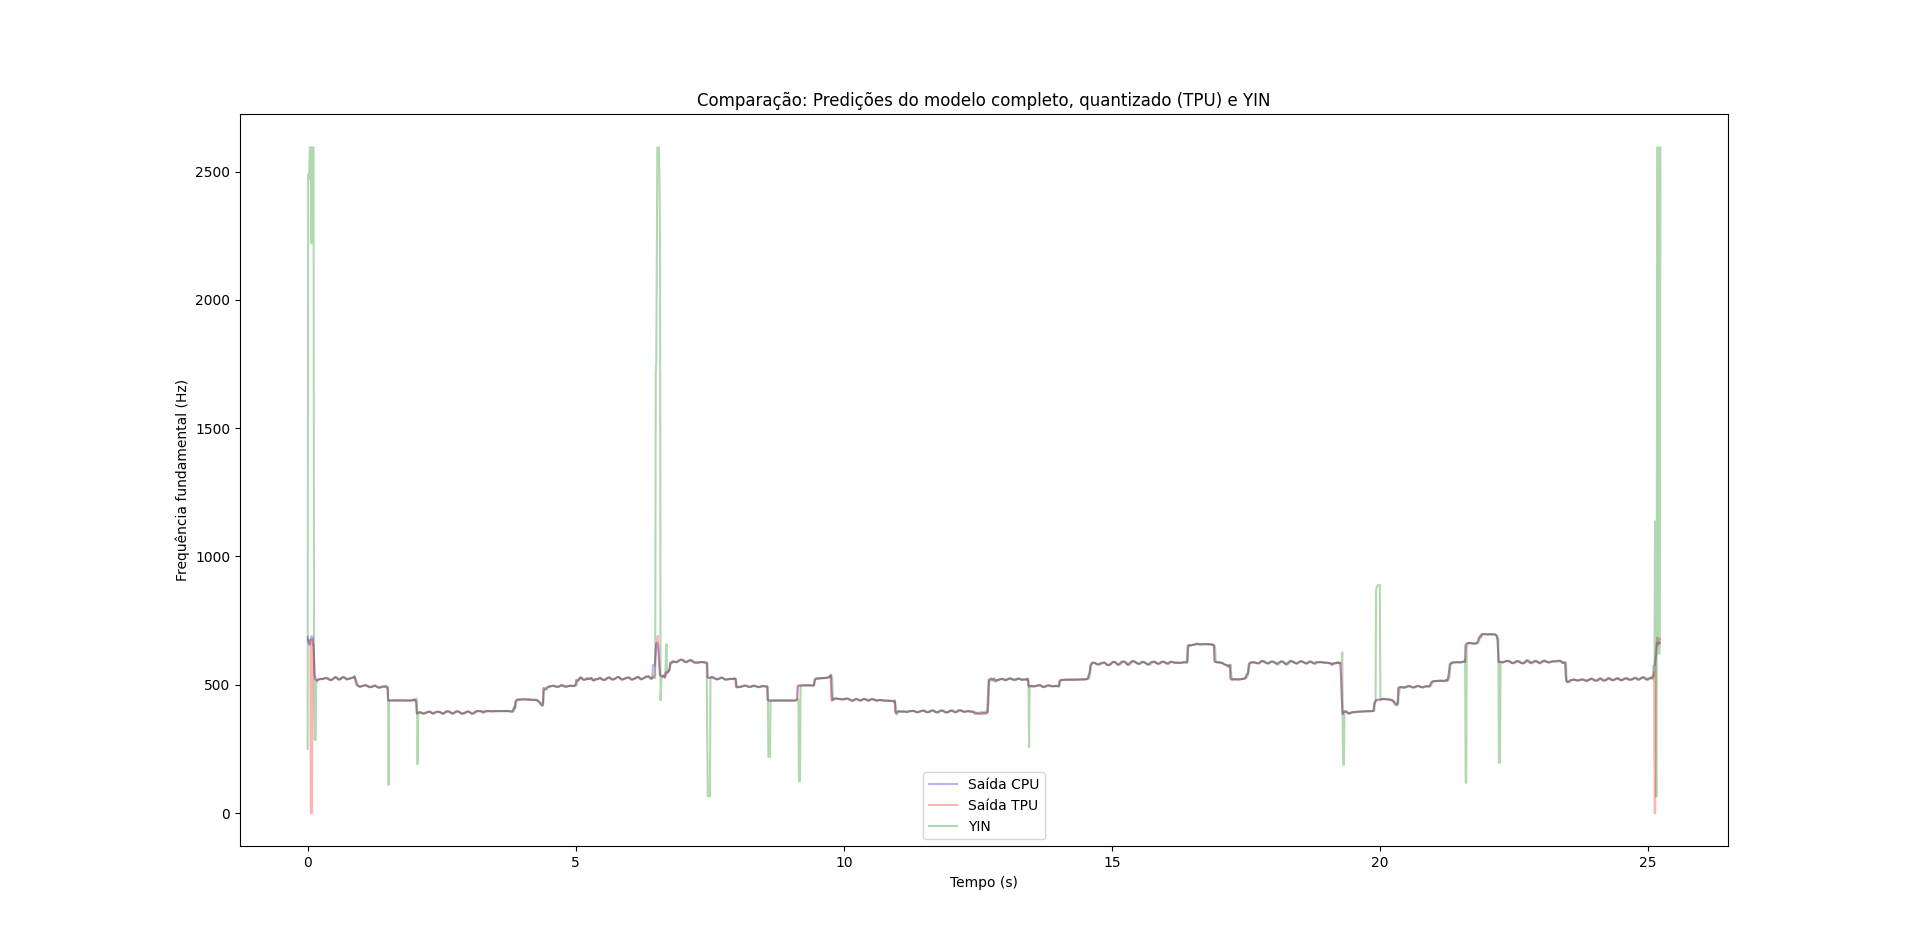 Comparação: Predições do modelo completo, quantizado (TPU) e YIN
Frequência fundamental (Hz)
2500
2000
1500
1000
500
0
Saída CPU
Saída TPU
YIN
0 5 10 15 20 25
Tempo (s)